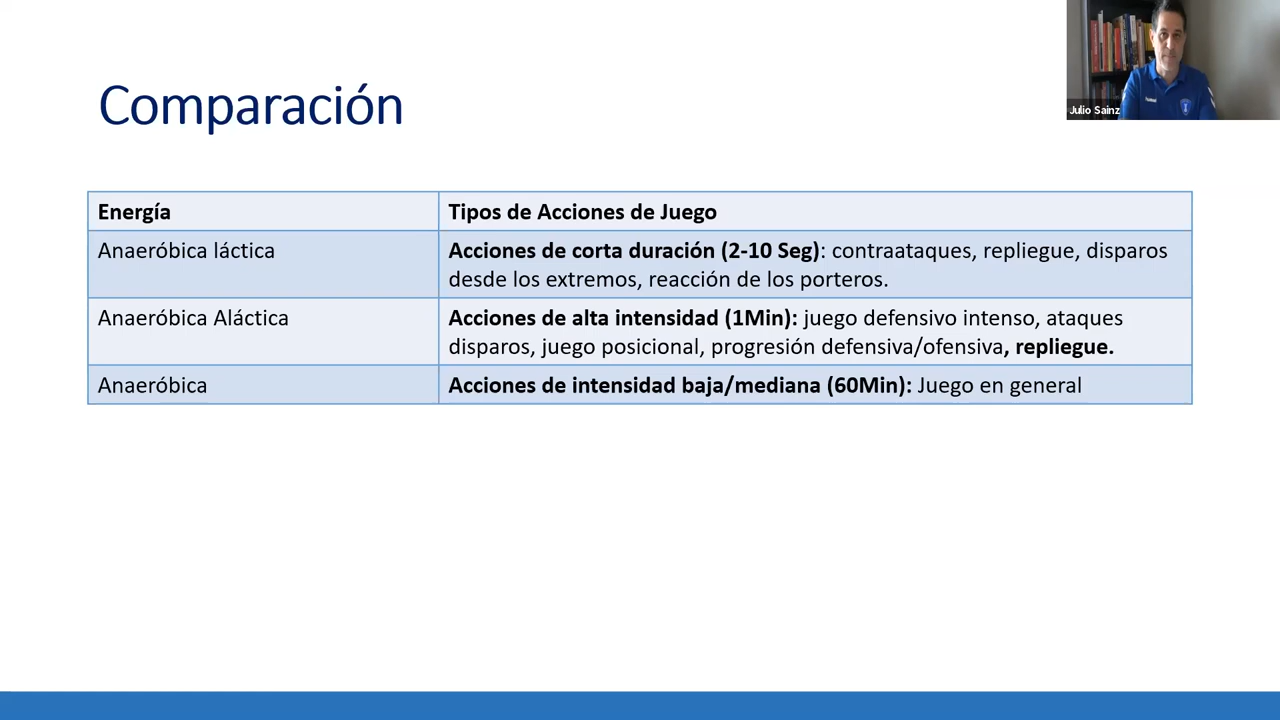 Comparación
Julio Sainz
Energía
Tipos de Acciones de Juego
Anaeróbica láctica
Acciones de corta duración (2-10 Seg): contraataques, repliegue, disparos
desde los extremos, reacción de los porteros.
Anaeróbica Aláctica
Acciones de alta intensidad (1Min): juego defensivo intenso, ataques
disparos, juego posicional, progresión defensiva/ofensiva, repliegue.
Anaeróbica
Acciones de intensidad baja/mediana (60Min): Juego en general